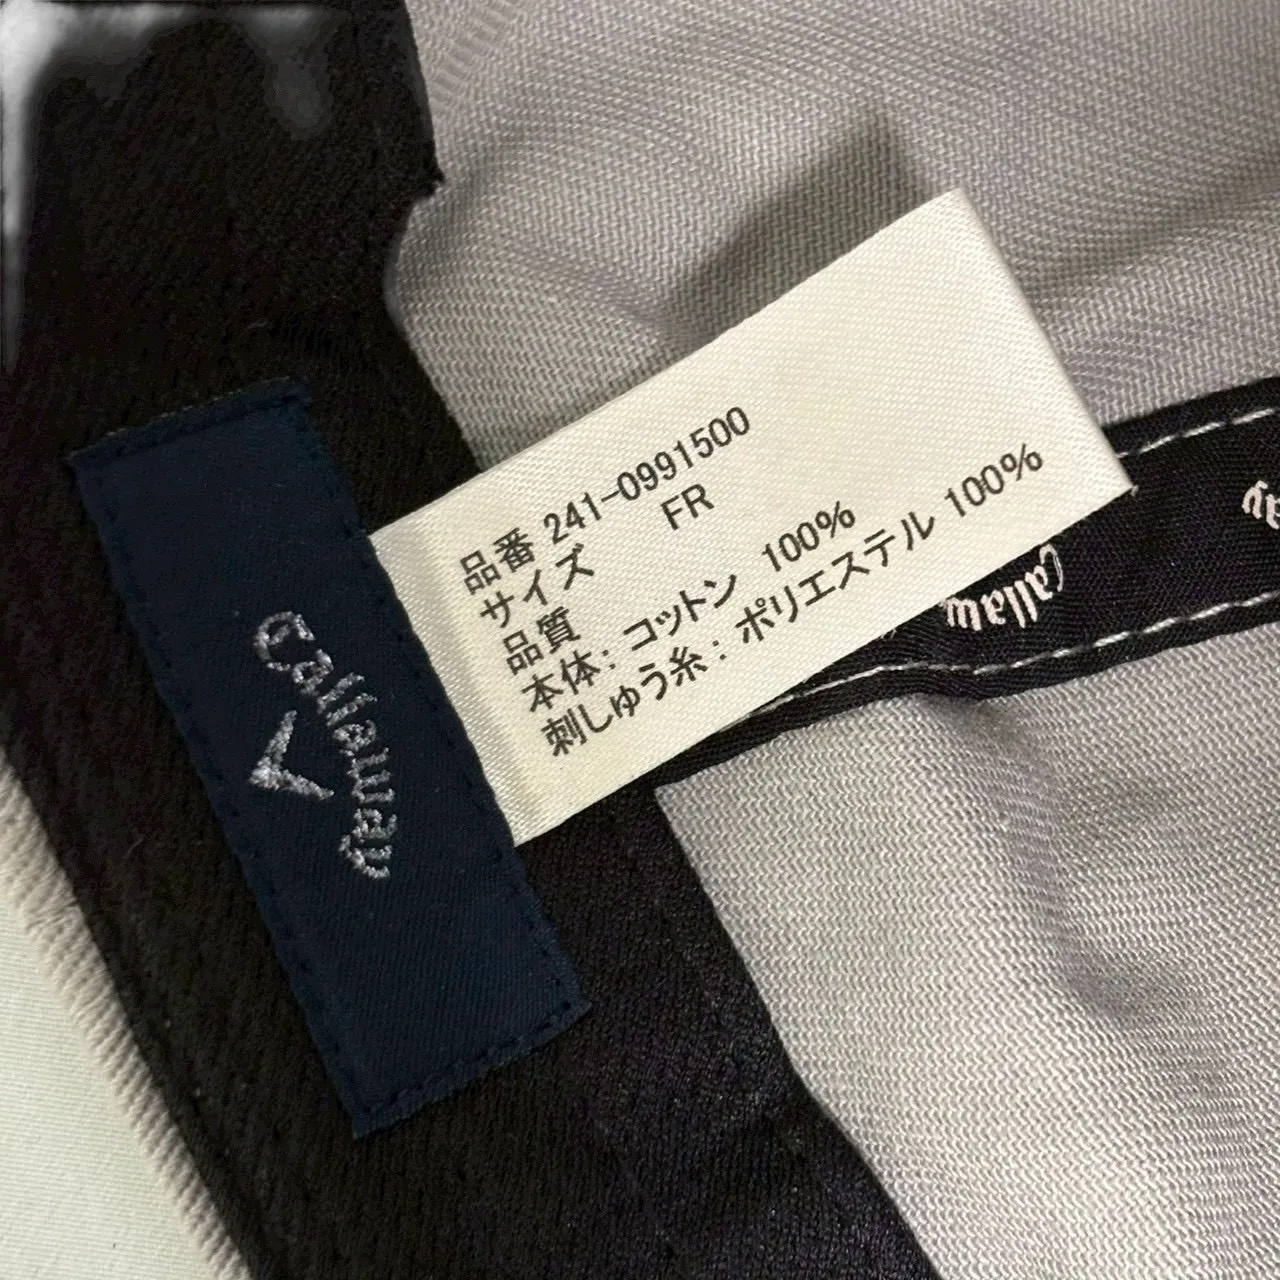 品番 241-0991500
サイズ FR
品質
本体: コットン 100%
刺しゅう糸: ポリエステル 100%
Callaway
Callaw
ay